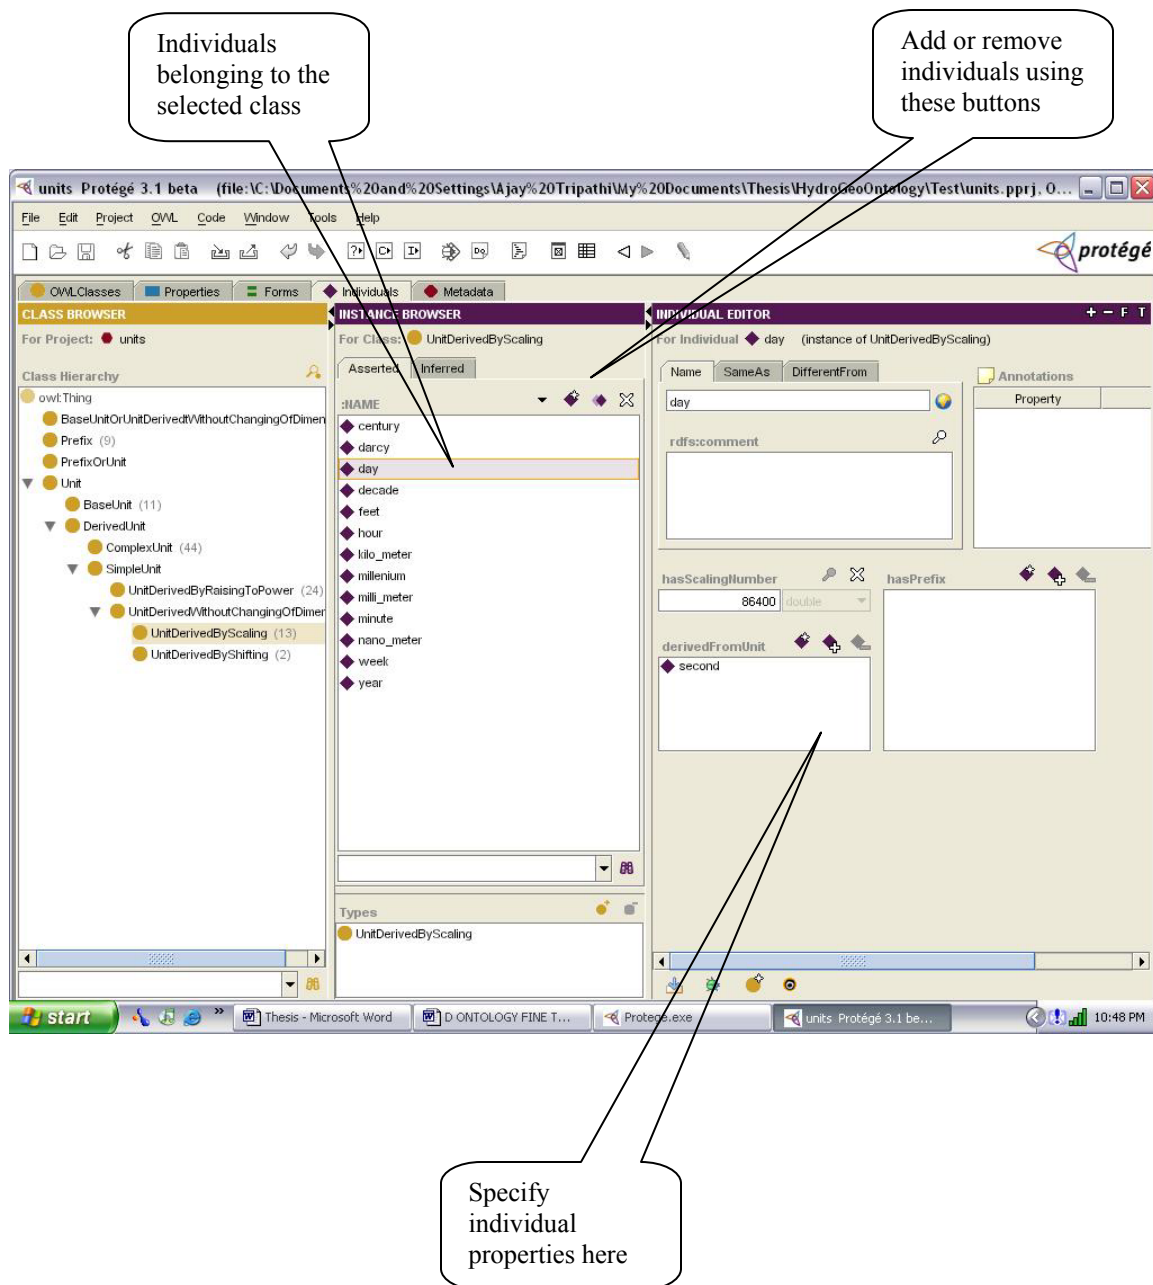 Individuals
belonging to the
selected class
Add or remove
individuals using
these buttons
units Protégé 3.1 beta (file:\C:\Documents%20and%20Settings\Ajay%20Tripathi\My%20Documents\Thesis\HydroGeoOntology\Test\units.pprj, O...
File Edit Project OWL Code Window Tools Help
protégé
OWLClasses Properties Forms Individuals Metadata
CLASS BROWSER
For Project: units
Class Hierarchy
owl:Thing
BaseUnitOrUnitDerivedtWithoutChangingOfDimen
Prefix (9)
PrefixOrUnit
Unit
BaseUnit (11)
DerivedUnit
ComplexUnit (44)
SimpleUnit
UnitDerivedByRaisingToPower (24)
UnitDerivedWithoutChangingOfDimer
UnitDerivedByScaling (13)
UnitDerivedByShifting (2)
INSTANCE BROWSER
For Class: UnitDerivedByScaling
Asserted Inferred
:NAME
century
darcy
day
decade
feet
hour
kilo_meter
millenium
milli_meter
minute
nano_meter
week
year
Types
UnitDerivedByScaling
INDIVIDUAL EDITOR + - F T
For Individual day (instance of UnitDerivedByScaling)
Name SameAs DifferentFrom
day
rdfs:comment
Annotations
Property
hasScalingNumber
86400 double
hasPrefix
derivedFromUnit
second
start » Thesis - Microsoft Word D ONTOLOGY FINE T... Protege.exe units Protégé 3.1 be... 10:48 PM
Specify
individual
properties here